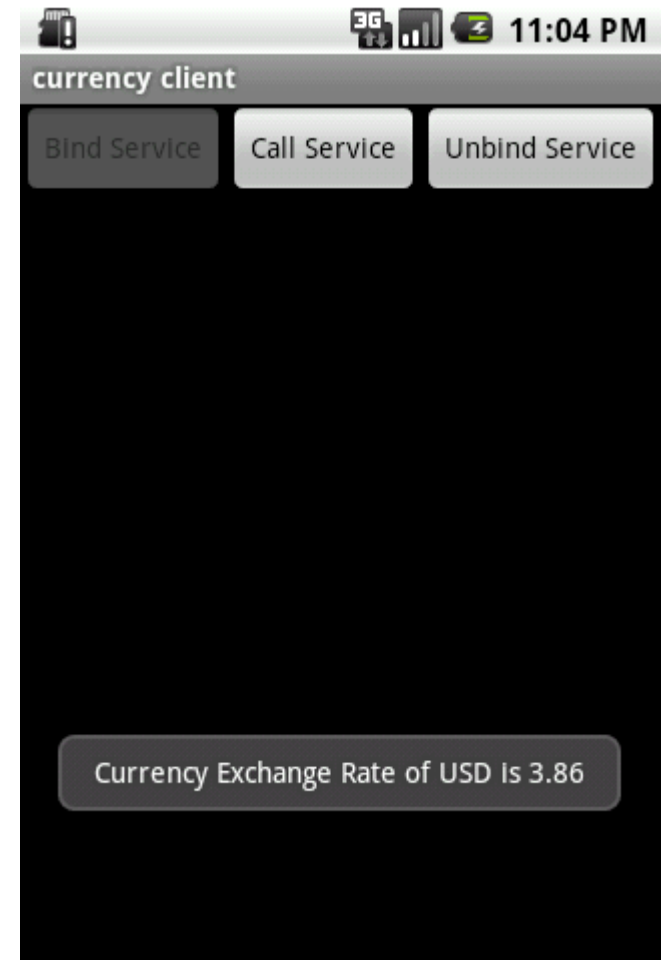 3G 11:04 PM
currency client
Bind Service Call Service Unbind Service
Currency Exchange Rate of USD is 3.86